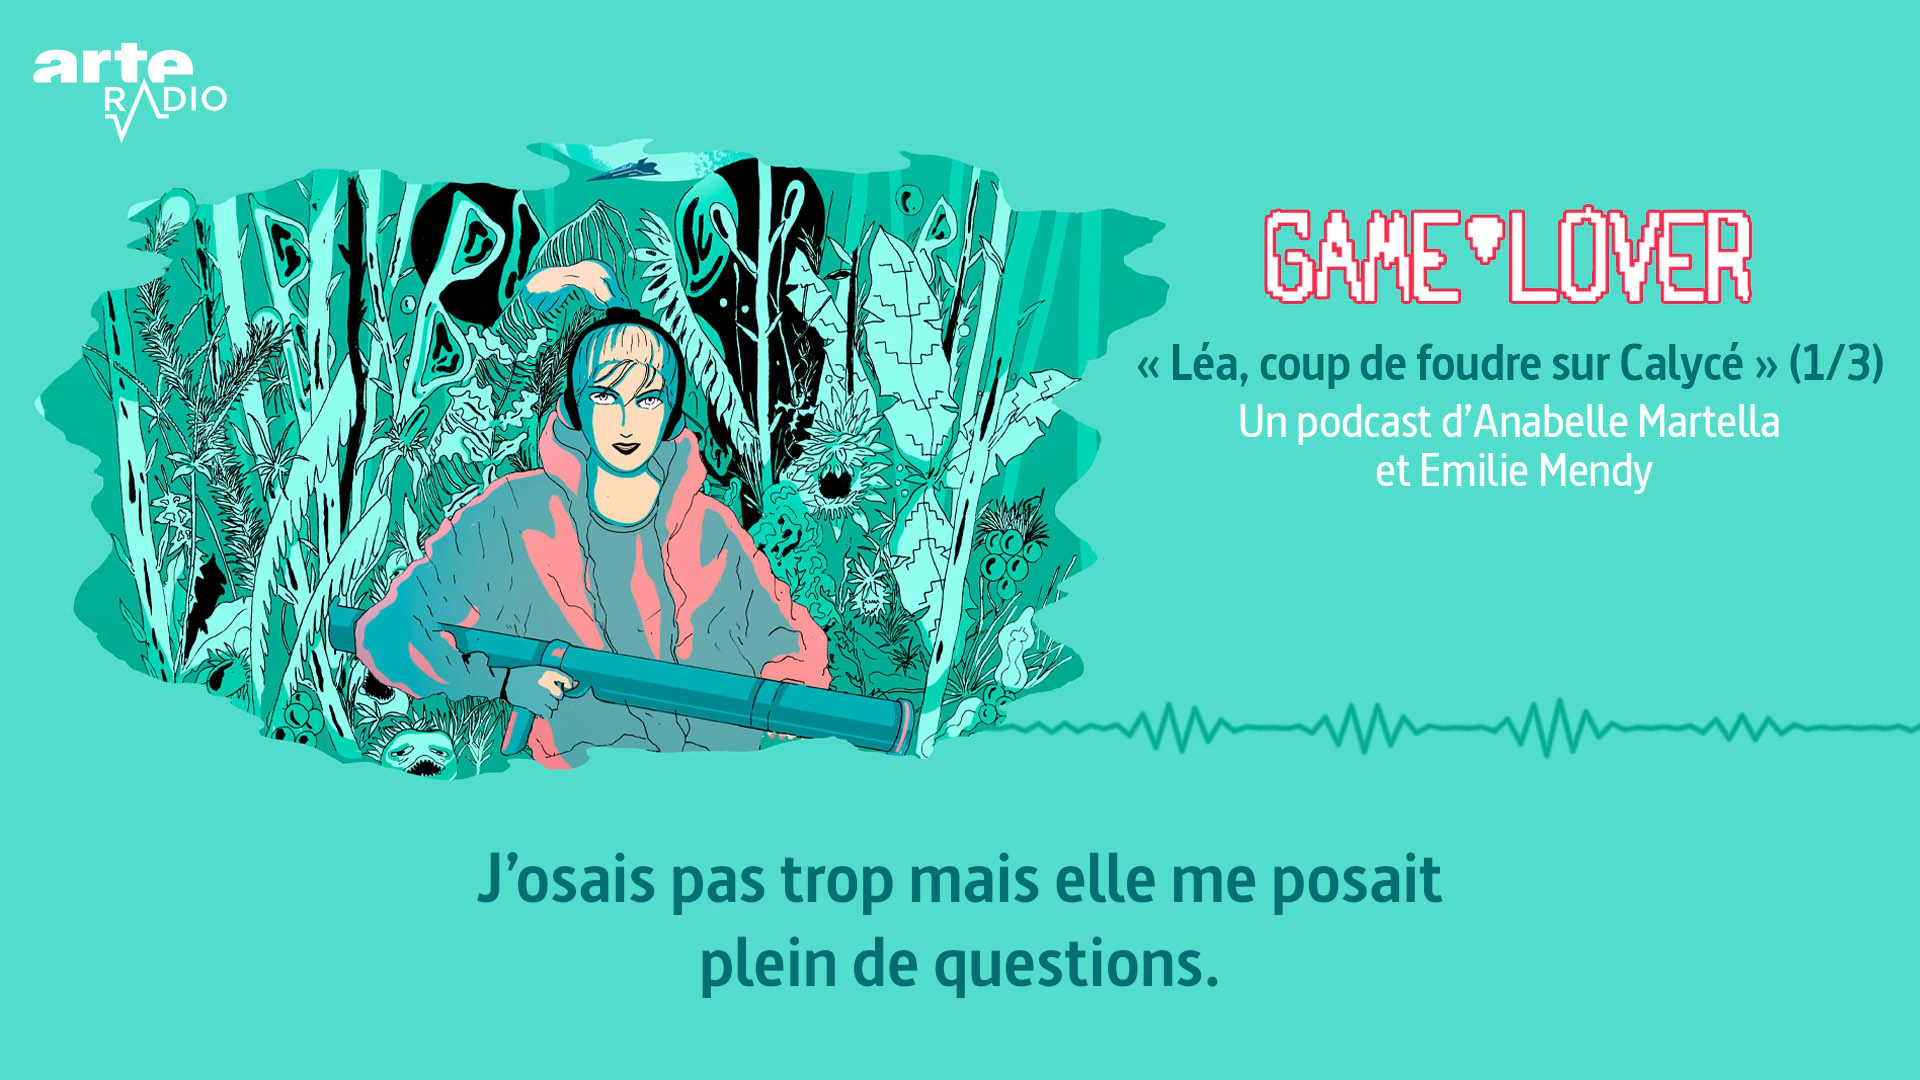 arte
RADIO
GAME♥LOVER
« Léa, coup de foudre sur Calycé » (1/3)
Un podcast d’Anabelle Martella
et Emilie Mendy
J’osais pas trop mais elle me posait
plein de questions.